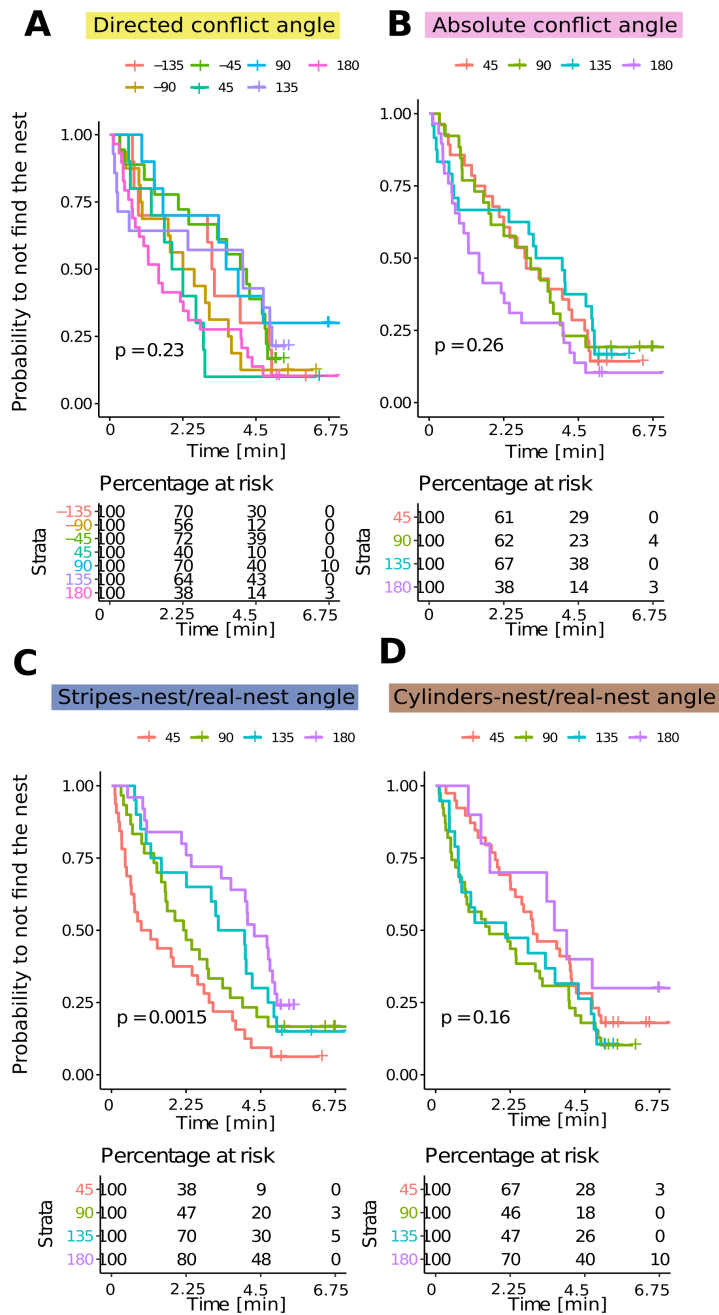 A
Directed conflict angle
−135 −45 90 180
−90 45 135
Probability to not find the nest
1.00
0.75
0.50
0.25
0.00
p = 0.23
0 2.25 4.5 6.75
Time [min]
Percentage at risk
Strata
−135 100 70 30 0
−90 100 56 12 0
−45 100 72 39 0
45 100 40 10 0
90 100 70 40 10
135 100 64 43 0
180 100 38 14 3
0 2.25 4.5 6.75
Time [min]
B
Absolute conflict angle
45 90 135 180
1.00
0.75
0.50
0.25
0.00
p = 0.26
0 2.25 4.5 6.75
Time [min]
Percentage at risk
Strata
45 100 61 29 0
90 100 62 23 4
135 100 67 38 0
180 100 38 14 3
0 2.25 4.5 6.75
Time [min]
C
Stripes-nest/real-nest angle
45 90 135 180
Probability to not find the nest
1.00
0.75
0.50
0.25
0.00
p = 0.0015
0 2.25 4.5 6.75
Time [min]
Percentage at risk
Strata
45 100 38 9 0
90 100 47 20 3
135 100 70 30 5
180 100 80 48 0
0 2.25 4.5 6.75
Time [min]
D
Cylinders-nest/real-nest angle
45 90 135 180
1.00
0.75
0.50
0.25
0.00
p = 0.16
0 2.25 4.5 6.75
Time [min]
Percentage at risk
Strata
45 100 67 28 3
90 100 46 18 0
135 100 47 26 0
180 100 70 40 10
0 2.25 4.5 6.75
Time [min]